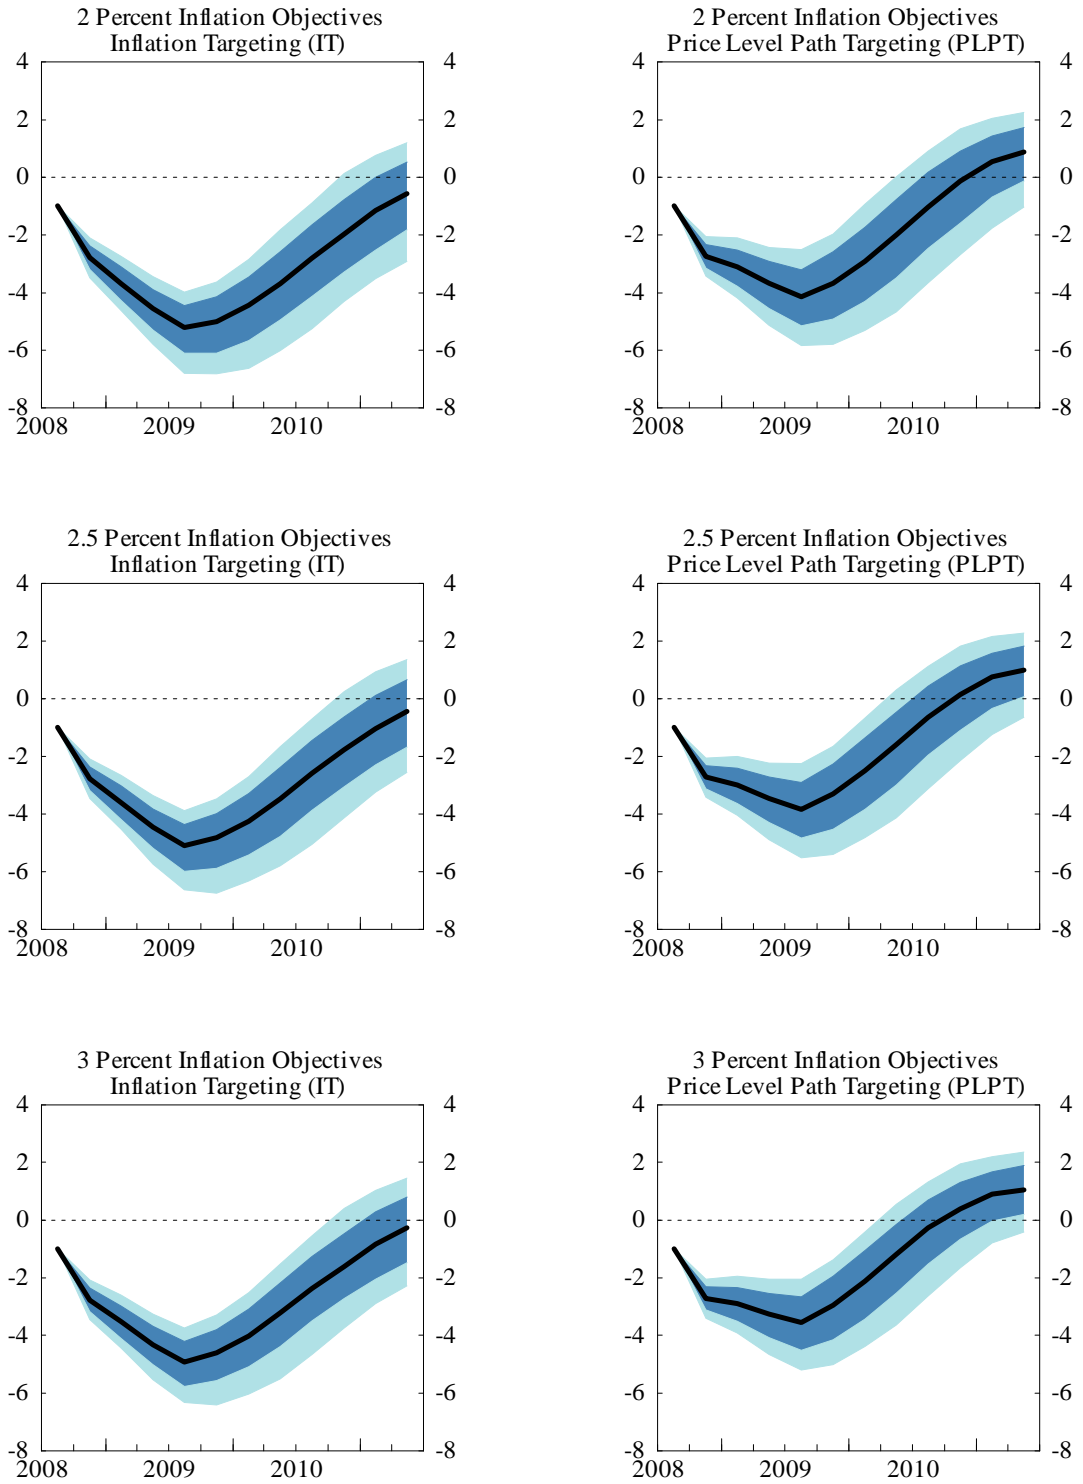 2 Percent Inflation Objectives
Inflation Targeting (IT)
4 4
2 2
0 0
-2 -2
-4 -4
-6 -6
-8 -8
2008 2009 2010
2 Percent Inflation Objectives
Price Level Path Targeting (PLPT)
4 4
2 2
0 0
-2 -2
-4 -4
-6 -6
-8 -8
2008 2009 2010
2.5 Percent Inflation Objectives
Inflation Targeting (IT)
4 4
2 2
0 0
-2 -2
-4 -4
-6 -6
-8 -8
2008 2009 2010
2.5 Percent Inflation Objectives
Price Level Path Targeting (PLPT)
4 4
2 2
0 0
-2 -2
-4 -4
-6 -6
-8 -8
2008 2009 2010
3 Percent Inflation Objectives
Inflation Targeting (IT)
4 4
2 2
0 0
-2 -2
-4 -4
-6 -6
-8 -8
2008 2009 2010
3 Percent Inflation Objectives
Price Level Path Targeting (PLPT)
4 4
2 2
0 0
-2 -2
-4 -4
-6 -6
-8 -8
2008 2009 2010